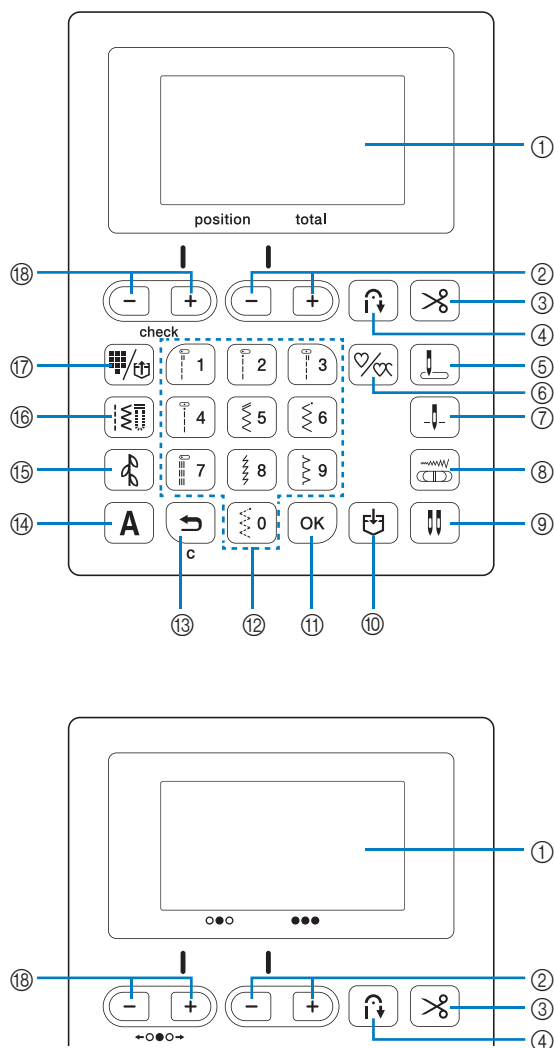 ①
position total
⑱ − + − + ② ③
④
check
⑰ 1 2 3 ⑤
⑥
⑯ 4 5 6 ⑦
⑮ 7 8 9 ⑧
⑭ A 0 OK ⑨
C
⑬ ⑫ ⑪ ⑩
①
⑱ − + − + ② ③
④